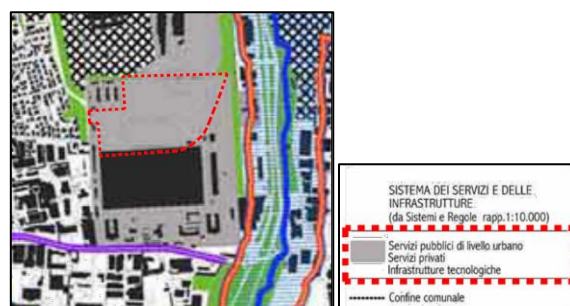 SISTEMA DEI SERVIZI E DELLE
INFRASTRUTTURE
(da Sistemi e Regole rapp.1:10.000)
Servizi pubblici di livello urbano
Servizi privati
Infrastrutture tecnologiche
Confine comunale